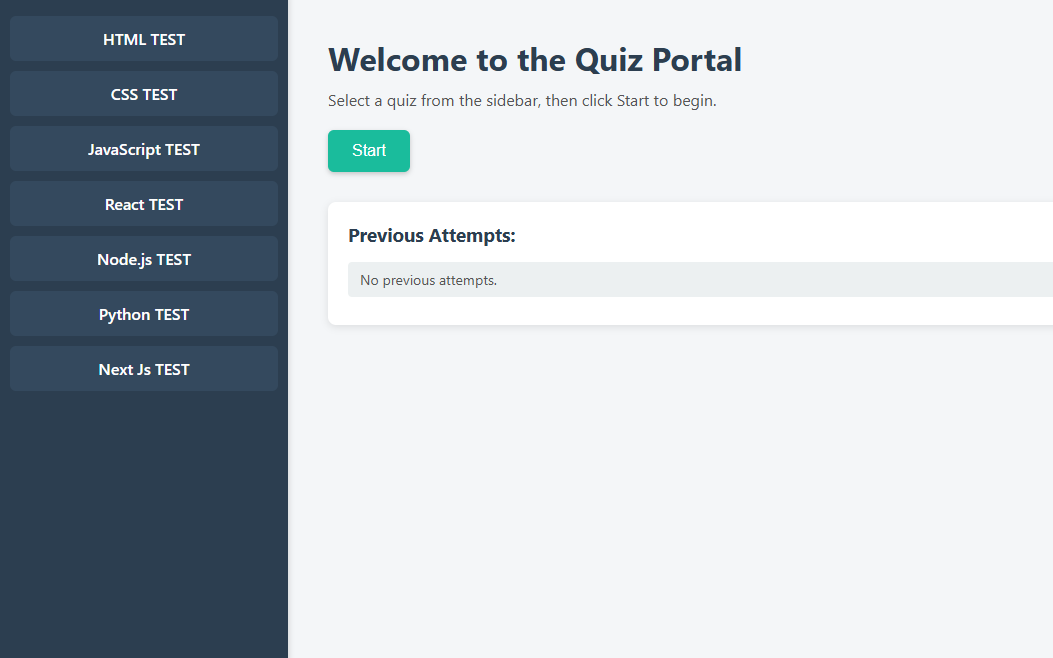 HTML TEST
CSS TEST
JavaScript TEST
React TEST
Node.js TEST
Python TEST
Next Js TEST
Welcome to the Quiz Portal
Select a quiz from the sidebar, then click Start to begin.
Start
Previous Attempts:
No previous attempts.